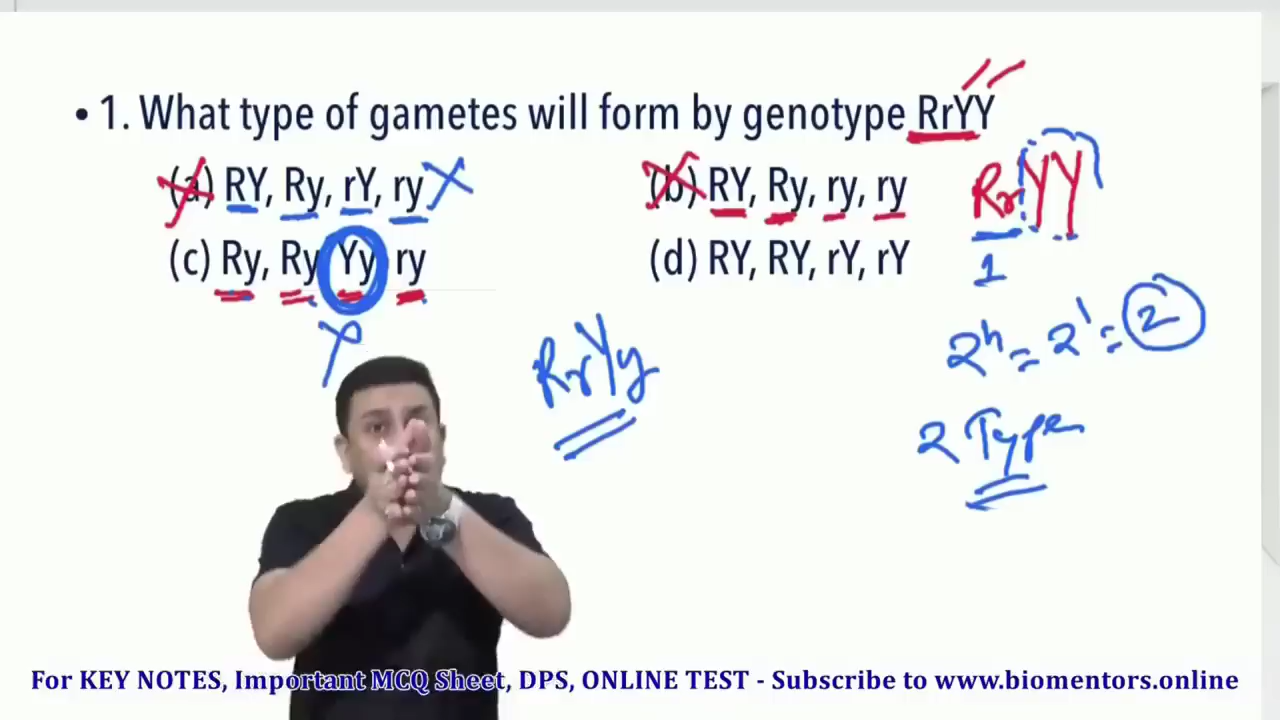 • 1. What type of gametes will form by genotype RrYY
(a) RY, Ry, rY, ry
(b) RY, Ry, ry, ry
(c) Ry, Ry Yy, ry
(d) RY, RY, rY, rY
RrYY
1
2ⁿ = 2¹ = 2
2 Type
RrYy
For KEY NOTES, Important MCQ Sheet, DPS, ONLINE TEST - Subscribe to www.biomentors.online